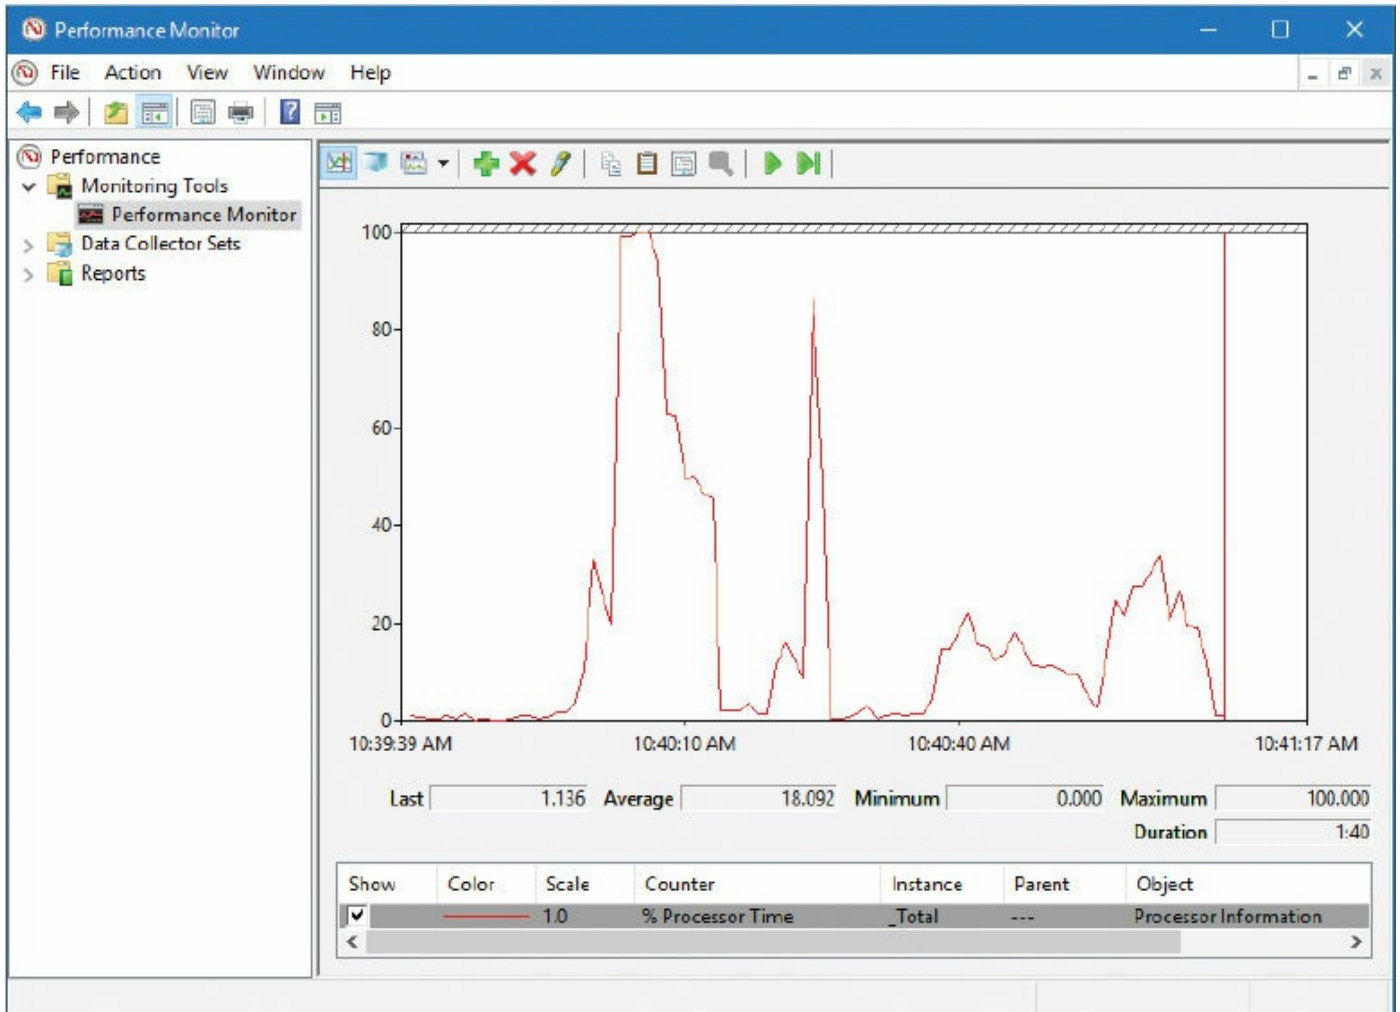 Performance Monitor
File Action View Window Help
Performance
Monitoring Tools
Performance Monitor
Data Collector Sets
Reports
100
80
60
40
20
0
10:39:39 AM 10:40:10 AM 10:40:40 AM 10:41:17 AM
Last 1.136 Average 18.092 Minimum 0.000 Maximum 100.000
Duration 1:40
Show Color Scale Counter Instance Parent Object
1.0 % Processor Time _Total --- Processor Information